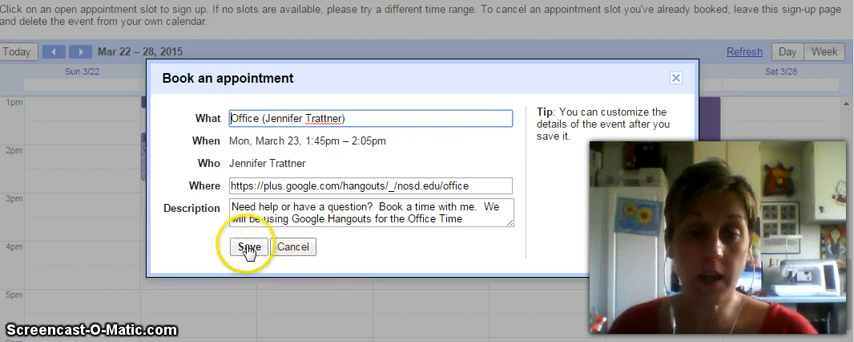 Click on an open appointment slot to sign up. If no slots are available, please try a different time range. To cancel an appointment slot you've already booked, leave this sign-up page
and delete the event from your own calendar.
Today
Mar 22 – 28, 2015
Refresh
Day
Week
Sun 3/22
Sat 3/28
1pm
2pm
3pm
4pm
5pm
Book an appointment
What
Office (Jennifer Trattner)
When
Mon, March 23, 1:45pm – 2:05pm
Who
Jennifer Trattner
Where
https://plus.google.com/hangouts/_/nosd.edu/office
Description
Need help or have a question? Book a time with me. We
will be using Google Hangouts for the Office Time
Save
Cancel
Tip: You can customize the
details of the event after you
save it.
Screencast-O-Matic.com